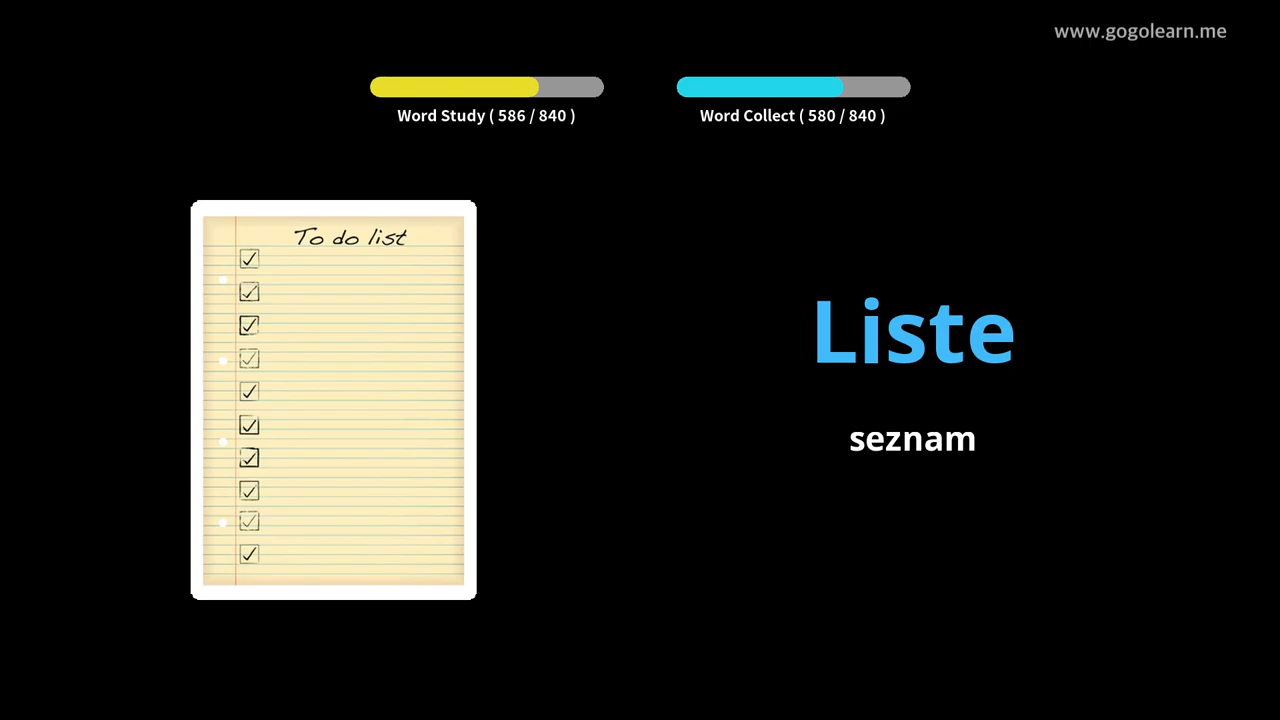 www.gogolearn.me
Word Study ( 586 / 840 )
Word Collect ( 580 / 840 )
To do list
Liste
seznam